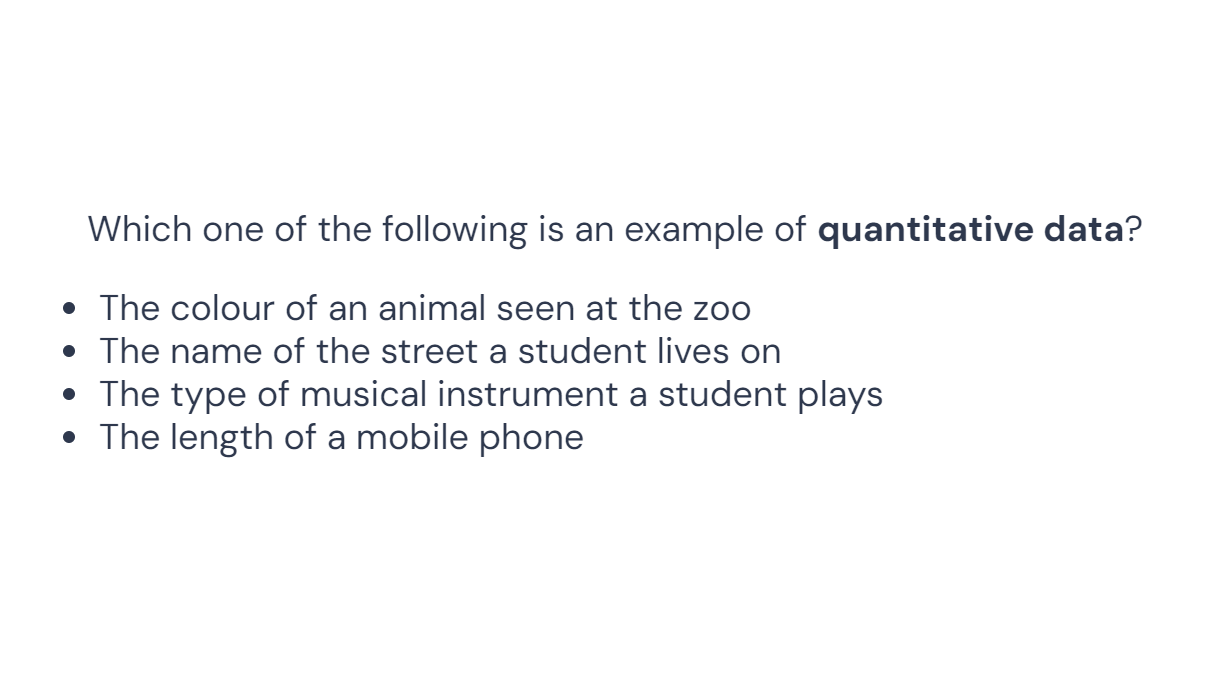 Which one of the following is an example of quantitative data?
• The colour of an animal seen at the zoo
• The name of the street a student lives on
• The type of musical instrument a student plays
• The length of a mobile phone